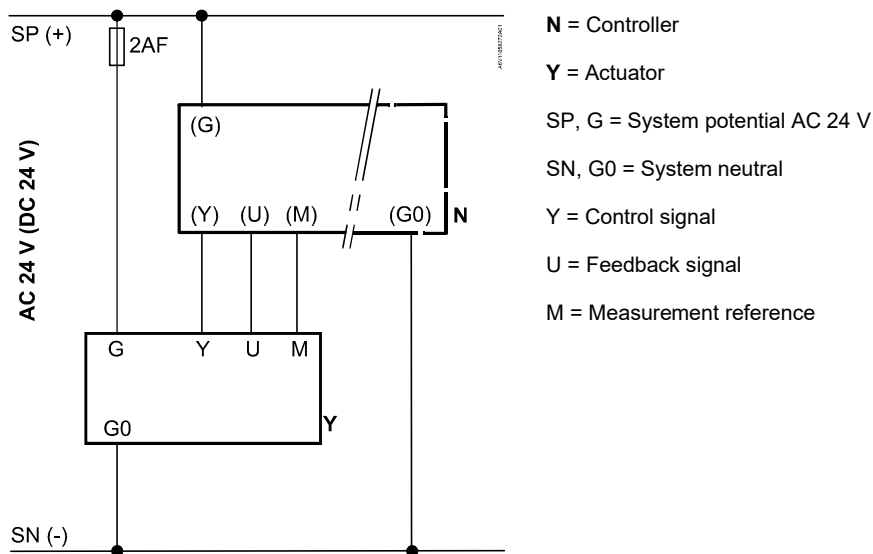 SP (+)
2AF
(G)
AC 24 V (DC 24 V)
(Y) (U) (M) (G0) N
G Y U M
G0
Y
SN (-)
N = Controller
Y = Actuator
SP, G = System potential AC 24 V
SN, G0 = System neutral
Y = Control signal
U = Feedback signal
M = Measurement reference